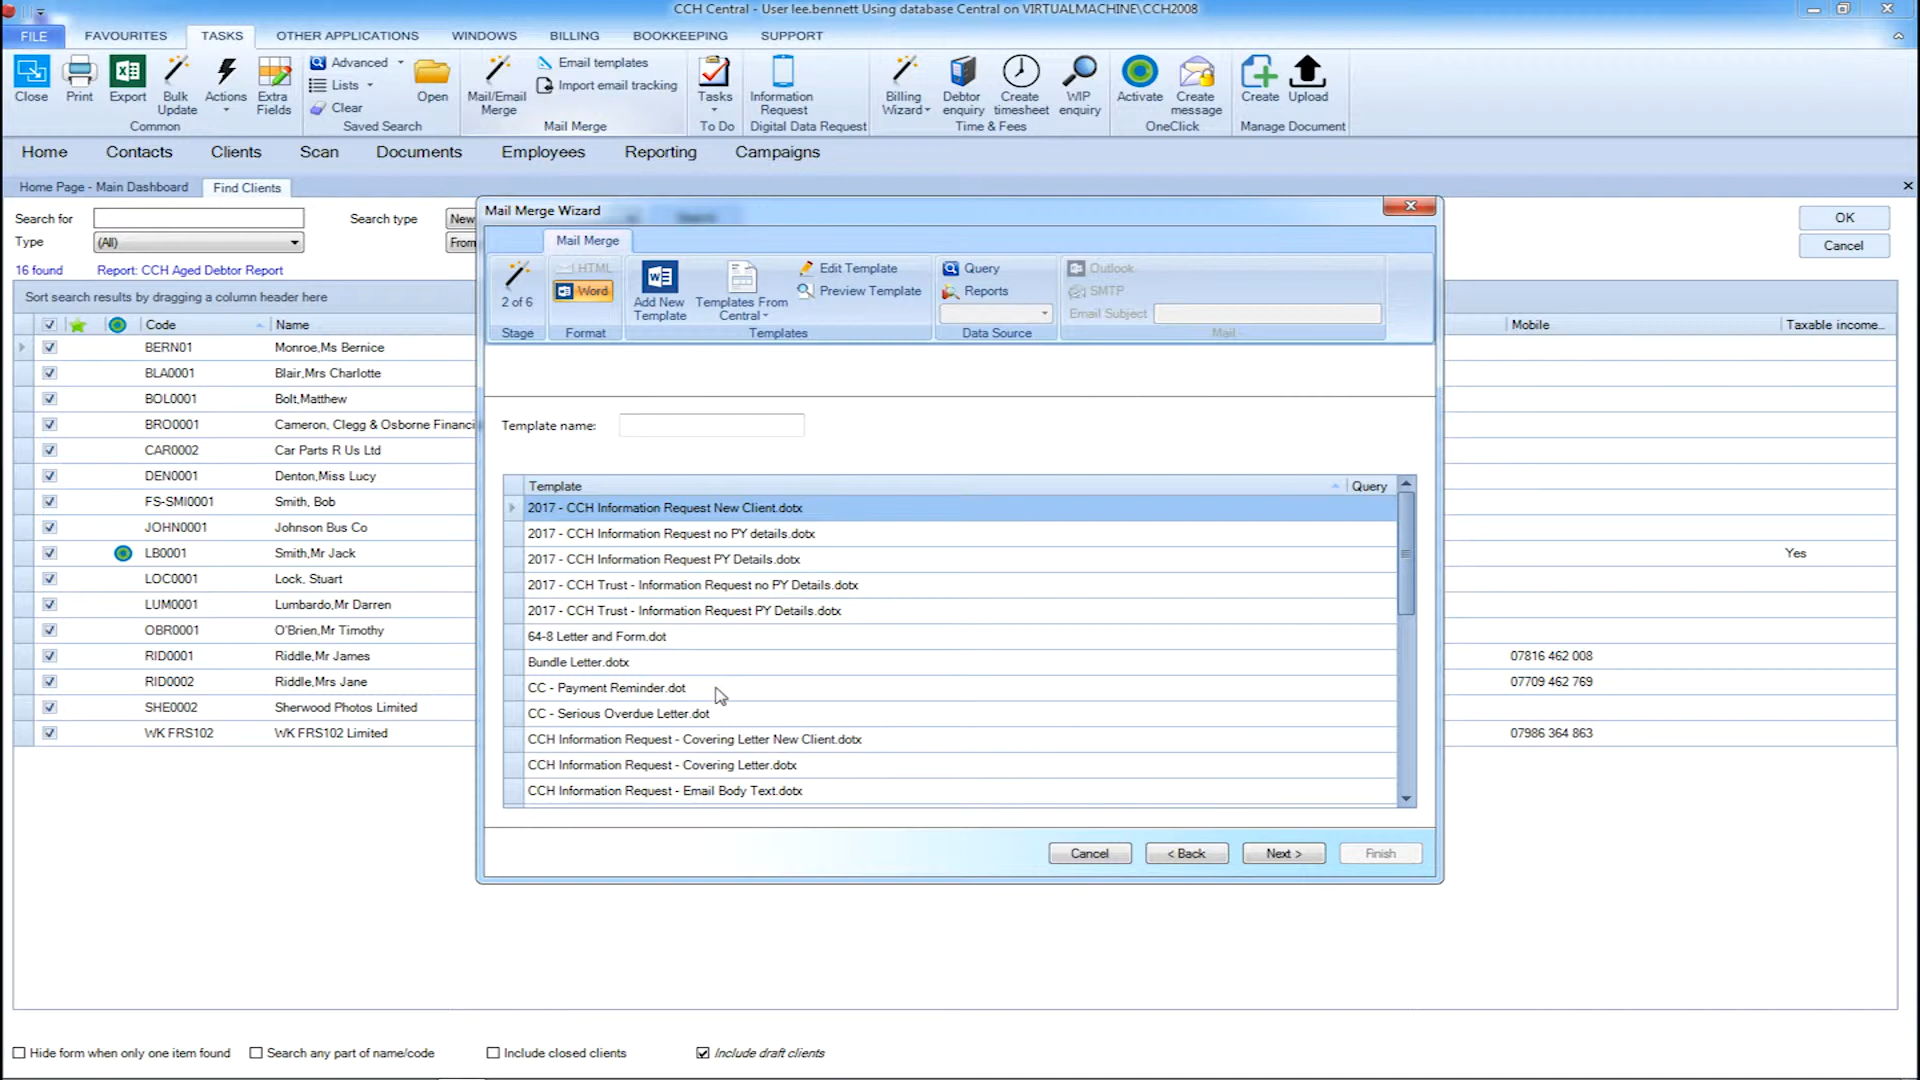 CCH Central - User lee.bennett Using database Central on VIRTUALMACHINE\CCH2008
FILE FAVOURITES TASKS OTHER APPLICATIONS WINDOWS BILLING BOOKKEEPING SUPPORT
Close Print Export Bulk Update Actions Extra Fields
Common
Advanced Lists Clear Open
Saved Search
Mail/Email Merge Email templates Import email tracking
Mail Merge
Tasks
To Do
Information Request
Digital Data Request
Billing Wizard Debtor enquiry Create timesheet WIP enquiry
Time & Fees
Activate Create message
OneClick
Create Upload
Manage Document
Home Contacts Clients Scan Documents Employees Reporting Campaigns
Home Page - Main Dashboard Find Clients
Search for Search type New
Type (All) From
OK
Cancel
16 found Report: CCH Aged Debtor Report
Sort search results by dragging a column header here
Code Name Mobile Taxable income...
BERN01 Monroe,Ms Bernice
BLA0001 Blair,Mrs Charlotte
BOL0001 Bolt,Matthew
BRO0001 Cameron, Clegg & Osborne Financi
CAR0002 Car Parts R Us Ltd
DEN0001 Denton,Miss Lucy
FS-SMI0001 Smith, Bob
JOHN0001 Johnson Bus Co
LB0001 Smith,Mr Jack Yes
LOC0001 Lock, Stuart
LUM0001 Lumbardo,Mr Darren
OBR0001 O'Brien,Mr Timothy
RID0001 Riddle,Mr James 07816 462 008
RID0002 Riddle,Mrs Jane 07709 462 769
SHE0002 Sherwood Photos Limited
WK FRS102 WK FRS102 Limited 07986 364 863
Mail Merge Wizard
Mail Merge
2 of 6
Stage
HTML
Word
Format
Add New Template Templates From Central Edit Template Preview Template
Templates
Query
Reports
Data Source
Outlook
SMTP
Email Subject
Mail
Template name:
Template Query
2017 - CCH Information Request New Client.dotx
2017 - CCH Information Request no PY details.dotx
2017 - CCH Information Request PY Details.dotx
2017 - CCH Trust - Information Request no PY Details.dotx
2017 - CCH Trust - Information Request PY Details.dotx
64-8 Letter and Form.dot
Bundle Letter.dotx
CC - Payment Reminder.dot
CC - Serious Overdue Letter.dot
CCH Information Request - Covering Letter New Client.dotx
CCH Information Request - Covering Letter.dotx
CCH Information Request - Email Body Text.dotx
Cancel < Back Next > Finish
Hide form when only one item found Search any part of name/code Include closed clients Include draft clients